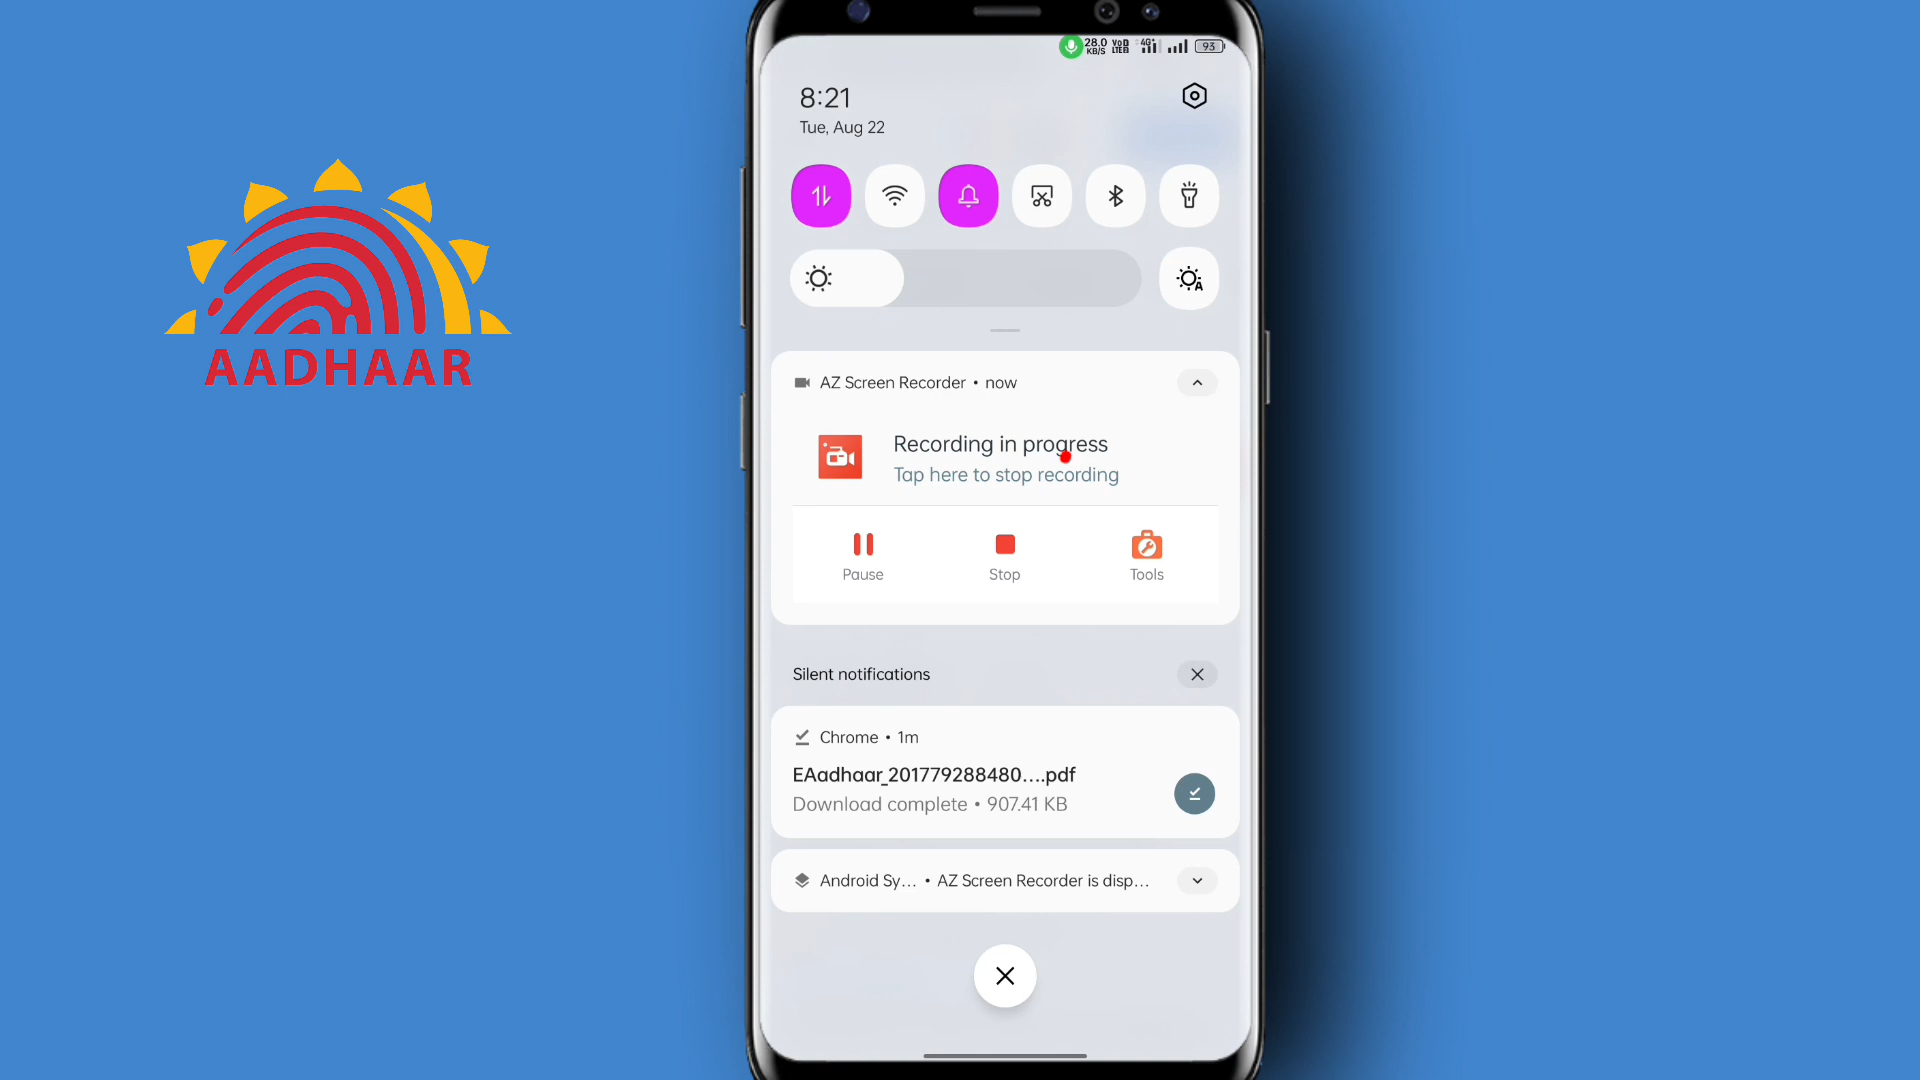 28.0 KB/S Vo LTE 4G+ 93
8:21
Tue, Aug 22
AADHAAR
AZ Screen Recorder • now
Recording in progress
Tap here to stop recording
Pause Stop Tools
Silent notifications
Chrome • 1m
EAadhaar_201779288480....pdf
Download complete • 907.41 KB
Android Sy... • AZ Screen Recorder is disp...